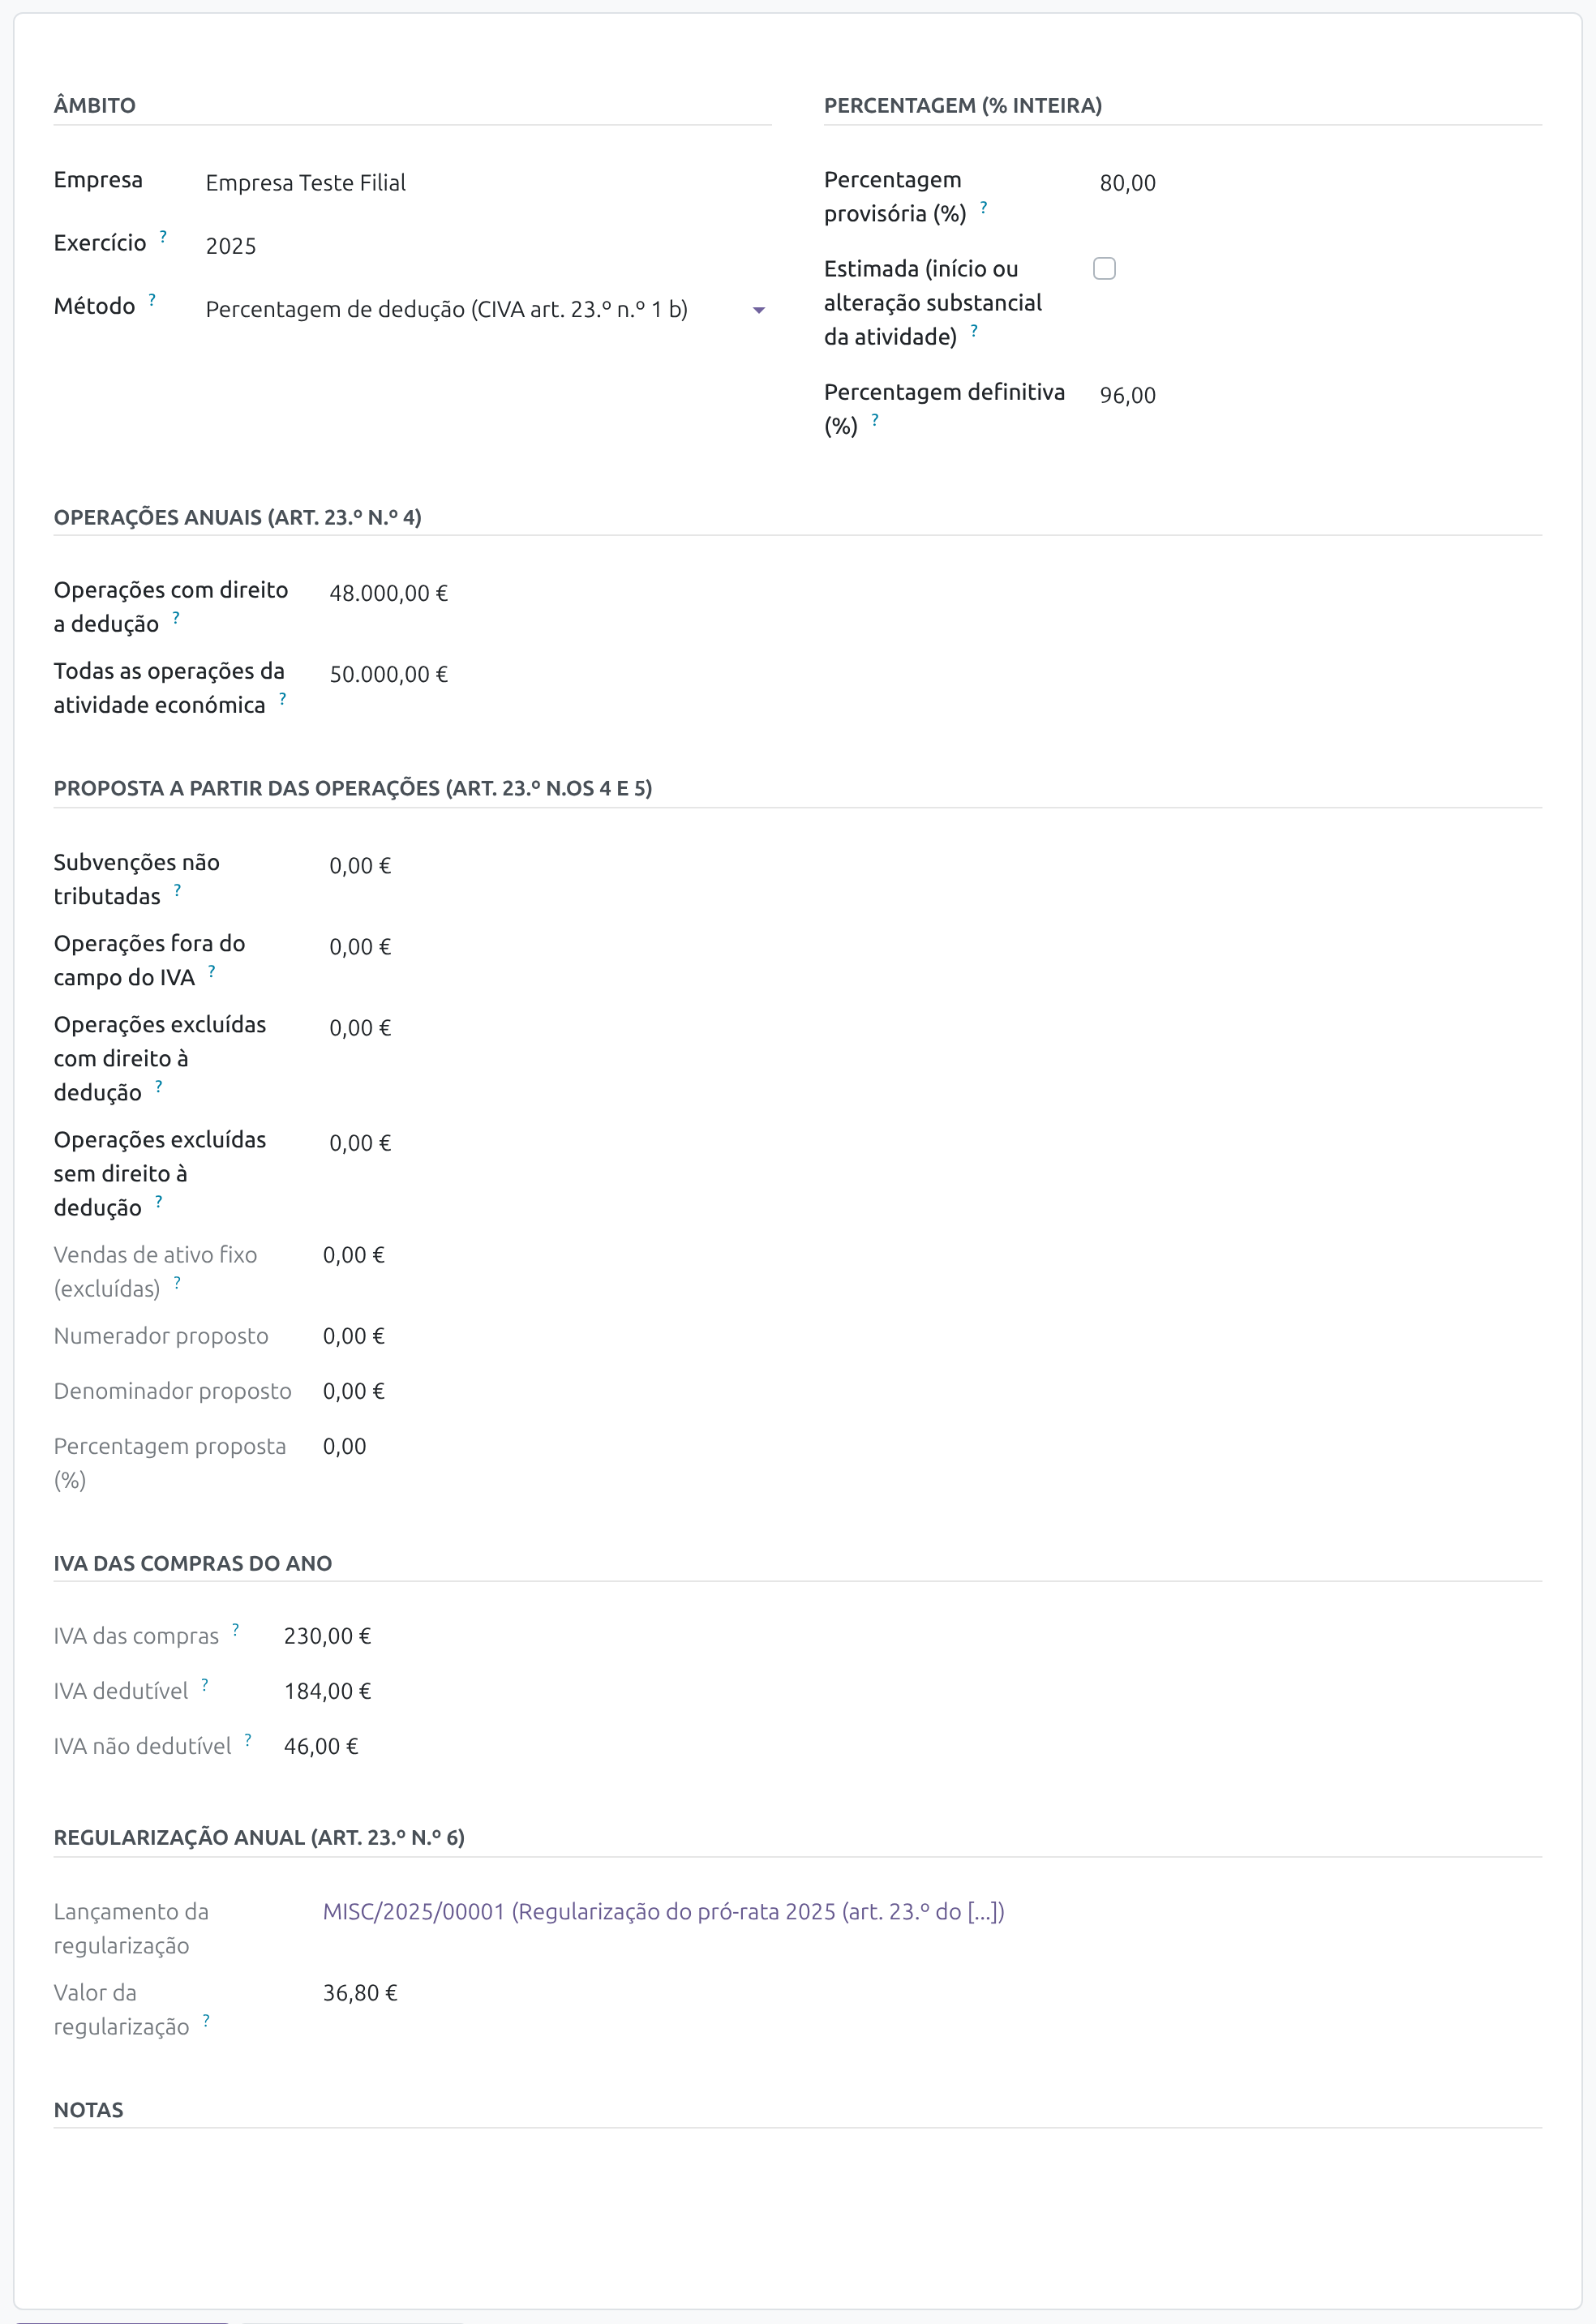 ÂMBITO
Empresa Empresa Teste Filial
Exercício ? 2025
Método ? Percentagem de dedução (CIVA art. 23.º n.º 1 b)
PERCENTAGEM (% INTEIRA)
Percentagem 80,00
provisória (%) ?
Estimada (início ou
alteração substancial
da atividade) ?
Percentagem definitiva 96,00
(%) ?
OPERAÇÕES ANUAIS (ART. 23.º N.º 4)
Operações com direito 48.000,00 €
a dedução ?
Todas as operações da 50.000,00 €
atividade económica ?
PROPOSTA A PARTIR DAS OPERAÇÕES (ART. 23.º N.OS 4 E 5)
Subvenções não 0,00 €
tributadas ?
Operações fora do 0,00 €
campo do IVA ?
Operações excluídas 0,00 €
com direito à
dedução ?
Operações excluídas 0,00 €
sem direito à
dedução ?
Vendas de ativo fixo 0,00 €
(excluídas) ?
Numerador proposto 0,00 €
Denominador proposto 0,00 €
Percentagem proposta 0,00
(%)
IVA DAS COMPRAS DO ANO
IVA das compras ? 230,00 €
IVA dedutível ? 184,00 €
IVA não dedutível ? 46,00 €
REGULARIZAÇÃO ANUAL (ART. 23.º N.º 6)
Lançamento da MISC/2025/00001 (Regularização do pró-rata 2025 (art. 23.º do [...])
regularização
Valor da 36,80 €
regularização ?
NOTAS